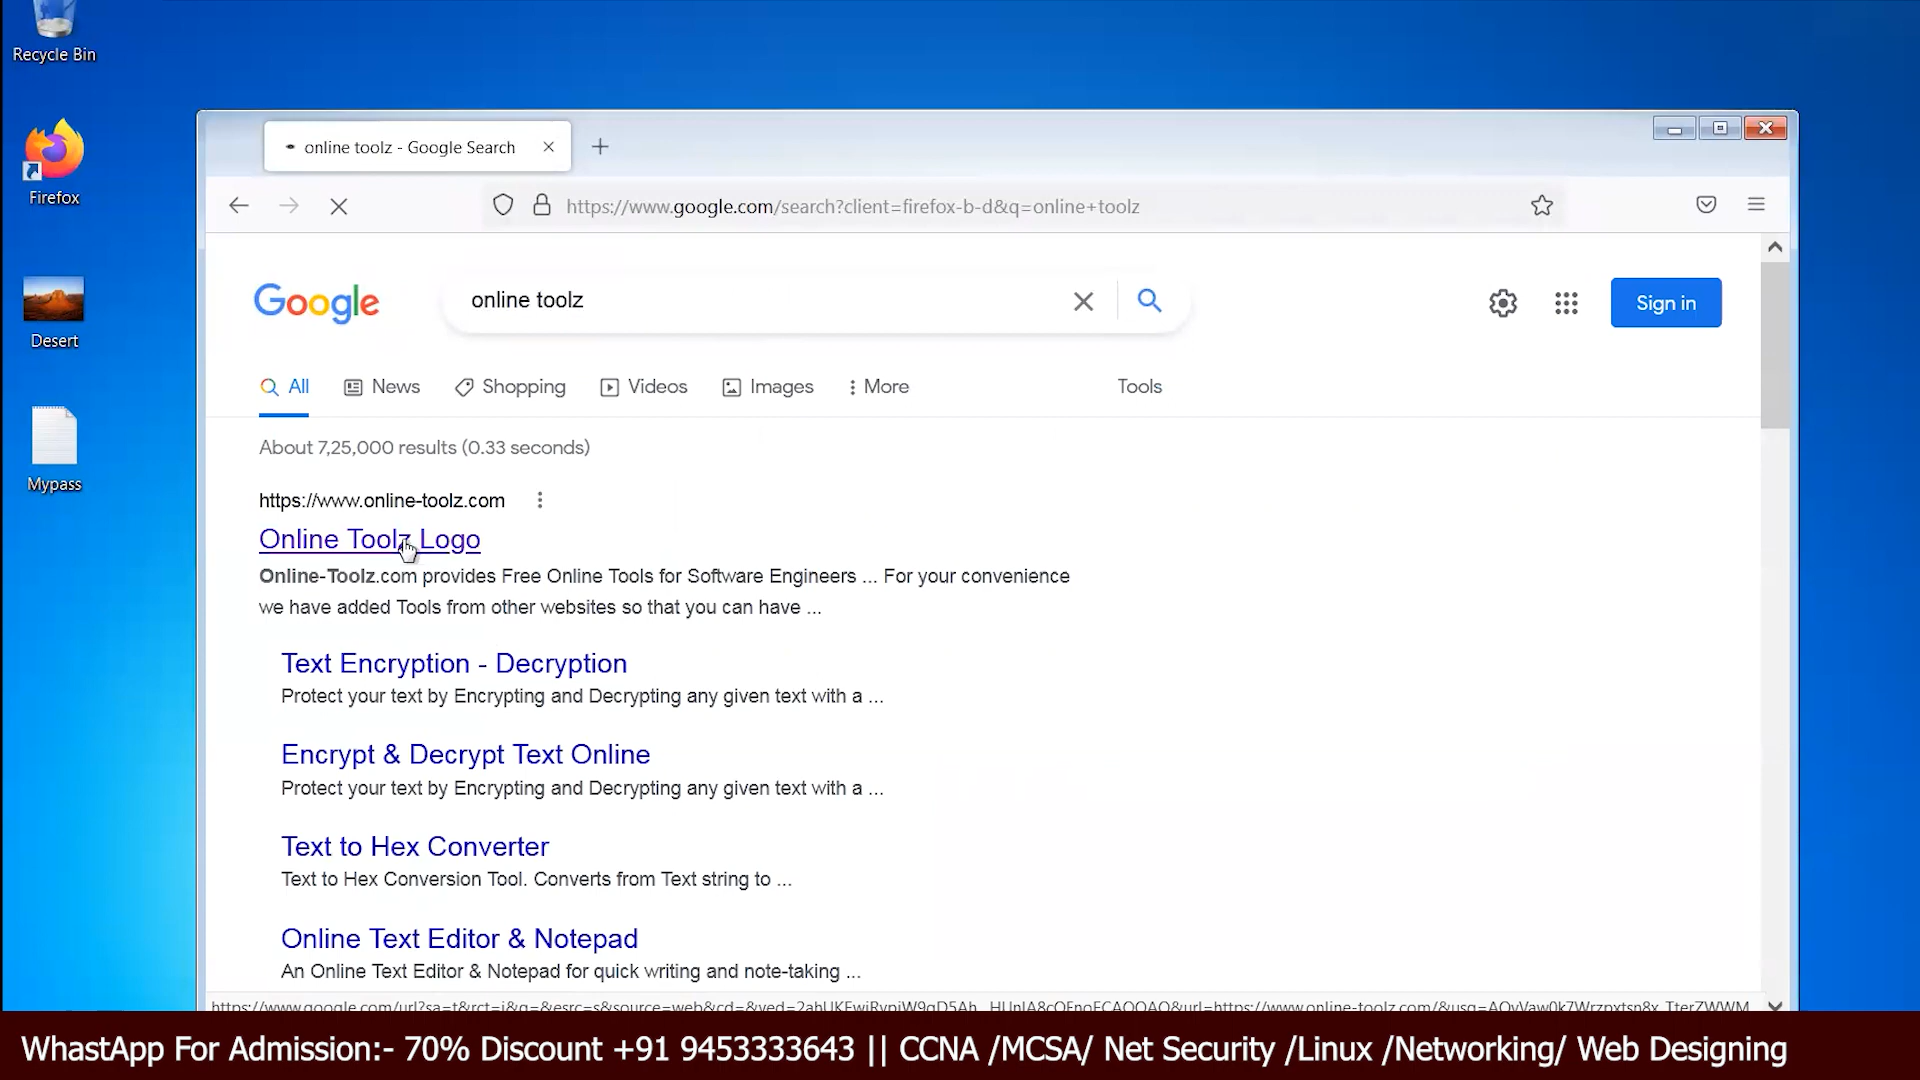 Recycle Bin
Firefox
Desert
Mypass
online toolz - Google Search
https://www.google.com/search?client=firefox-b-d&q=online+toolz
Google
online toolz
Sign in
All
News
Shopping
Videos
Images
More
Tools
About 7,25,000 results (0.33 seconds)
https://www.online-toolz.com
Online Toolz Logo
Online-Toolz.com provides Free Online Tools for Software Engineers ... For your convenience
we have added Tools from other websites so that you can have ...
Text Encryption - Decryption
Protect your text by Encrypting and Decrypting any given text with a ...
Encrypt & Decrypt Text Online
Protect your text by Encrypting and Decrypting any given text with a ...
Text to Hex Converter
Text to Hex Conversion Tool. Converts from Text string to ...
Online Text Editor & Notepad
An Online Text Editor & Notepad for quick writing and note-taking ...
WhastApp For Admission:- 70% Discount +91 9453333643 || CCNA /MCSA/ Net Security /Linux /Networking/ Web Designing